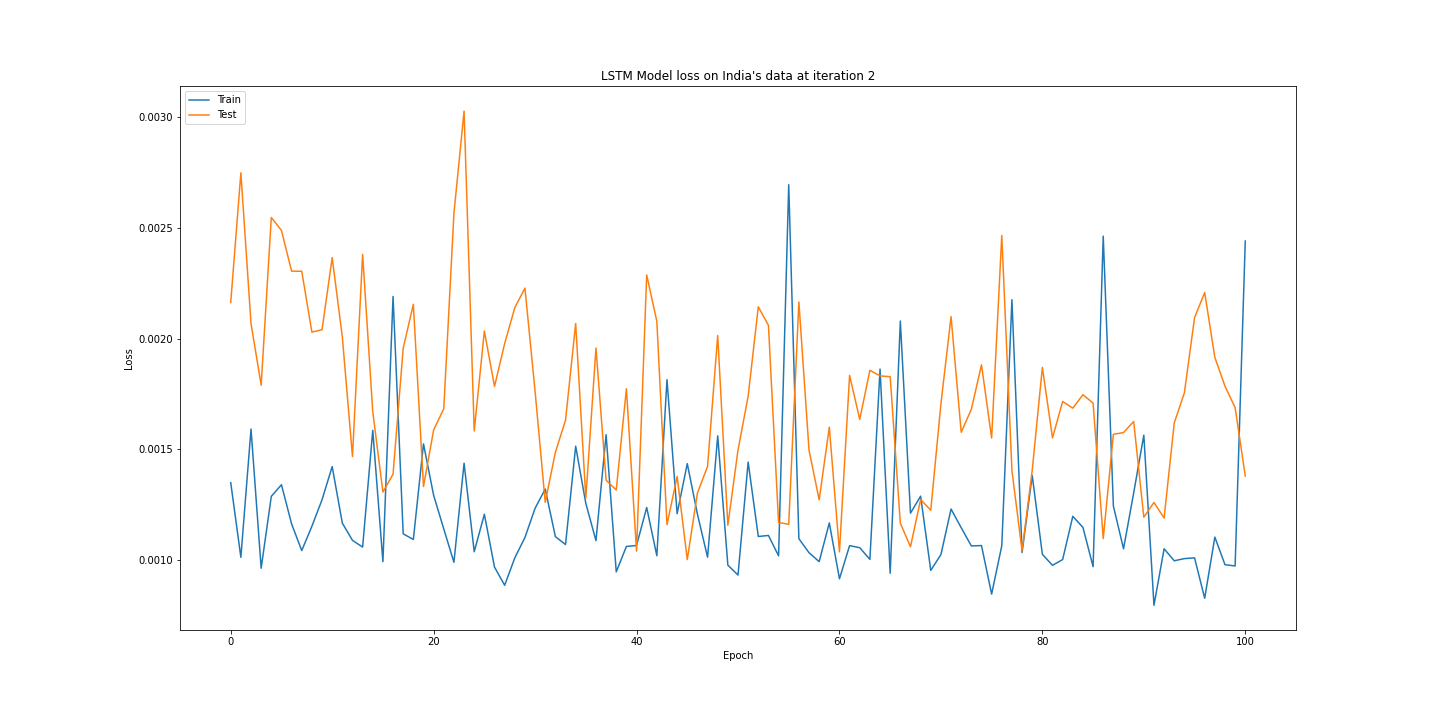 LSTM Model loss on India's data at iteration 2
Train
Test
0.0030
0.0025
0.0020
0.0015
0.0010
Loss
0 20 40 60 80 100
Epoch